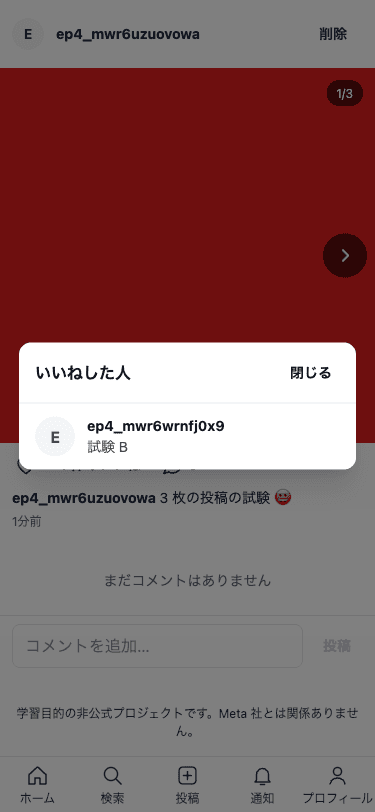 E ep4_mwr6uzuovowa 削除
1/3
いいねした人 閉じる
E ep4_mwr6wrnfj0x9
試験 B
ep4_mwr6uzuovowa 3 枚の投稿の試験
1分前
まだコメントはありません
コメントを追加... 投稿
学習目的の非公式プロジェクトです。Meta 社とは関係ありませ
ん。
ホーム 検索 投稿 通知 プロフィール